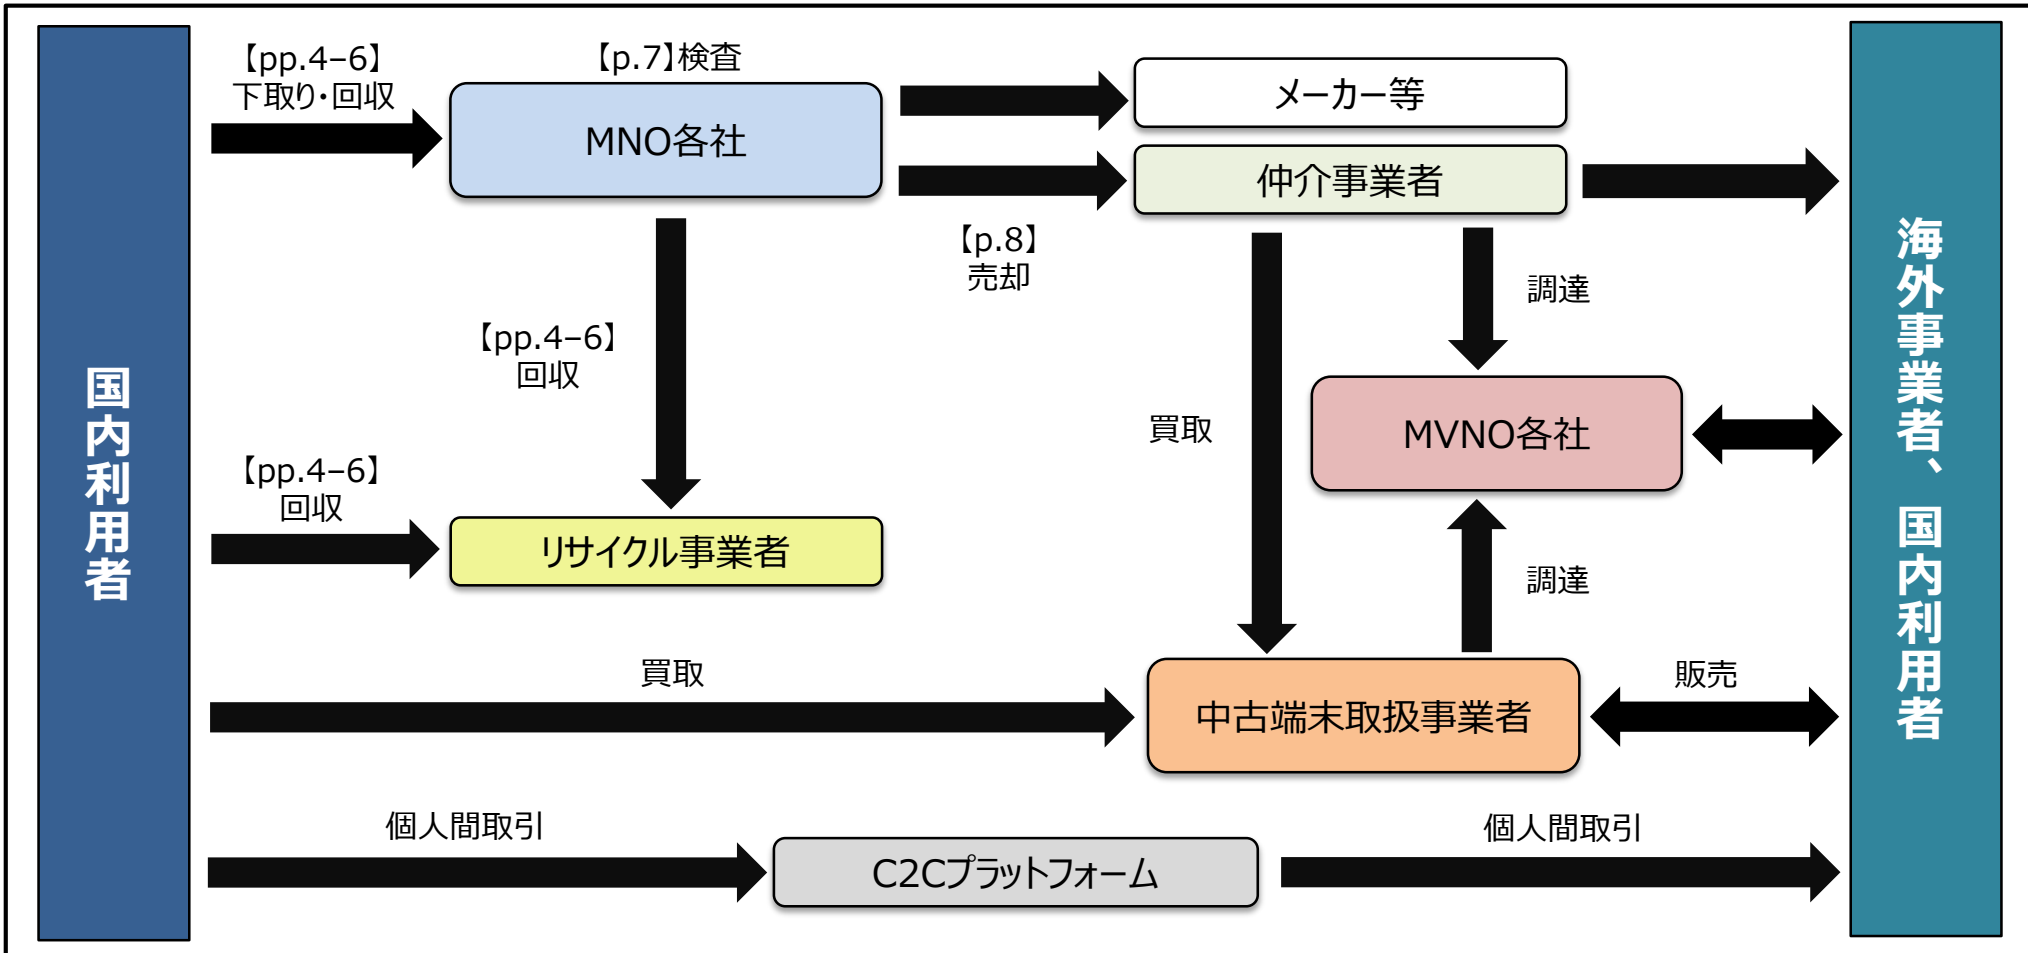 国内利用者
【pp.4–6】
下取り・回収
【p.7】検査
MNO各社
メーカー等
仲介事業者
【p.8】
売却
【pp.4–6】
回収
調達
買取
MVNO各社
【pp.4–6】
回収
リサイクル事業者
調達
買取
中古端末取扱事業者
販売
個人間取引
C2Cプラットフォーム
個人間取引
海外事業者、国内利用者